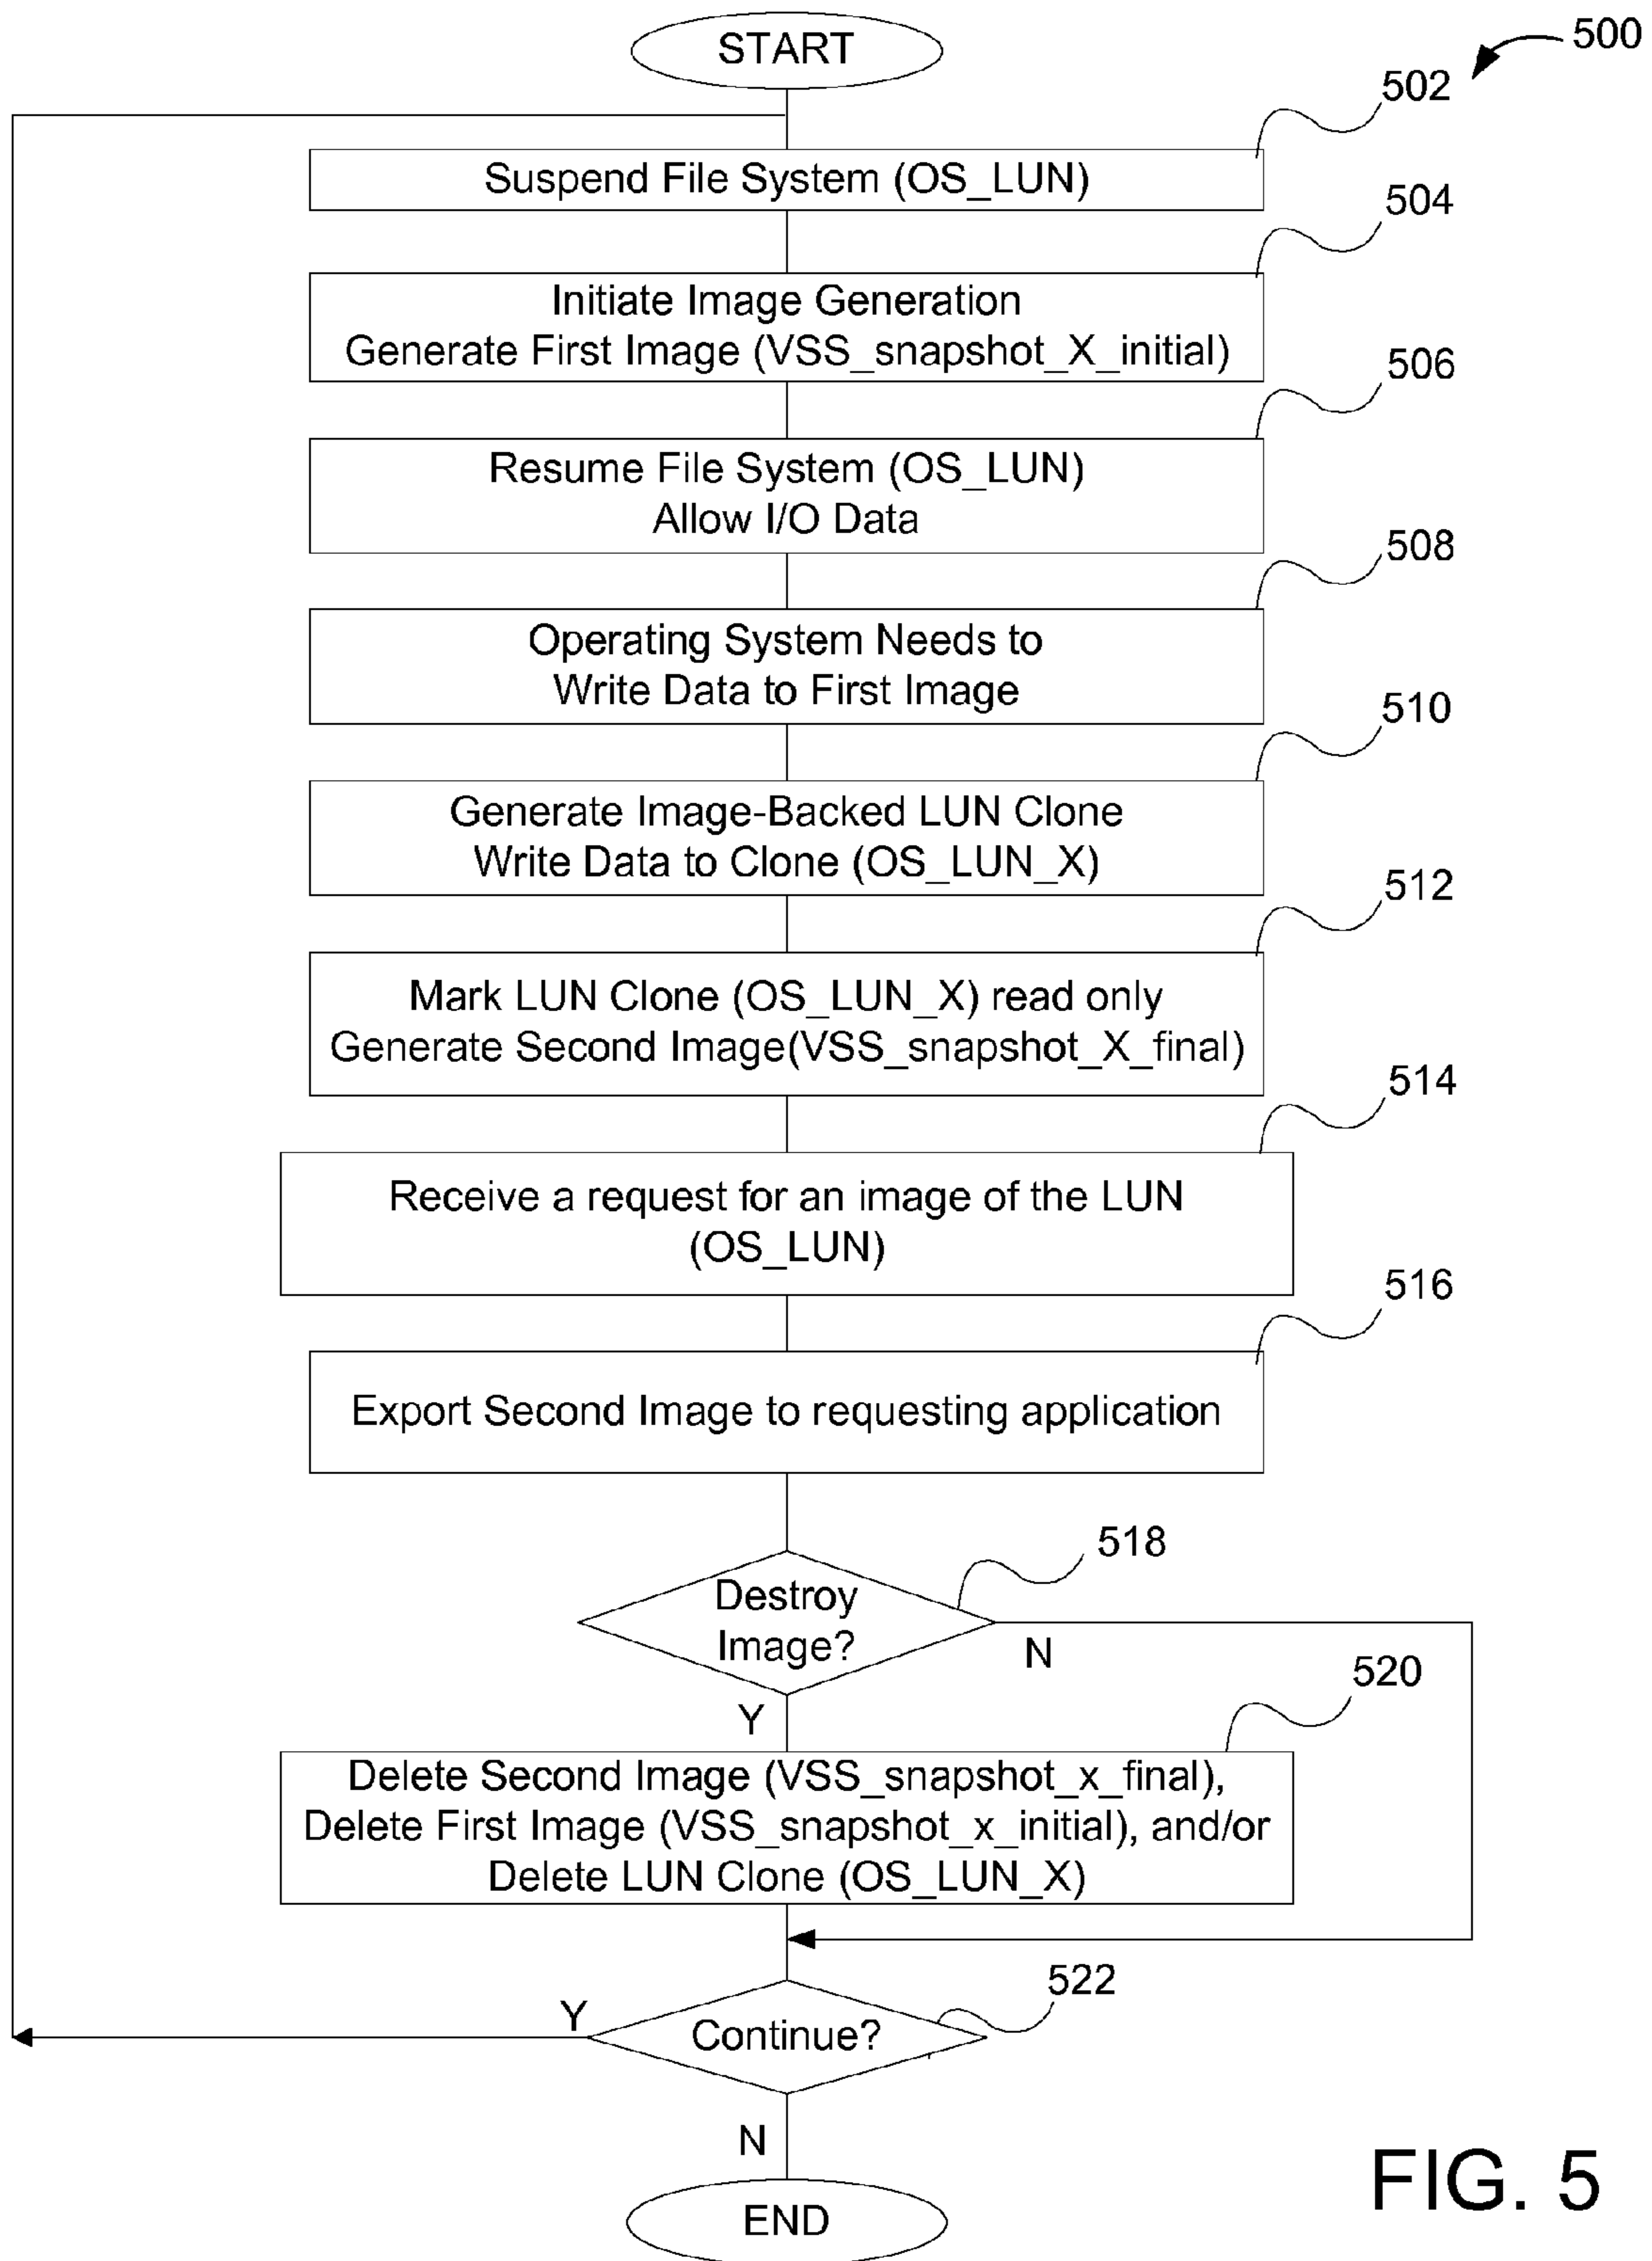 START
500
502
Suspend File System (OS_LUN)
504
Initiate Image Generation
Generate First Image (VSS_snapshot_X_initial)
506
Resume File System (OS_LUN)
Allow I/O Data
508
Operating System Needs to
Write Data to First Image
510
Generate Image-Backed LUN Clone
Write Data to Clone (OS_LUN_X)
512
Mark LUN Clone (OS_LUN_X) read only
Generate Second Image(VSS_snapshot_X_final)
514
Receive a request for an image of the LUN
(OS_LUN)
516
Export Second Image to requesting application
518
Destroy
Image?
N
Y
520
Delete Second Image (VSS_snapshot_x_final),
Delete First Image (VSS_snapshot_x_initial), and/or
Delete LUN Clone (OS_LUN_X)
522
Y
Continue?
N
END
FIG. 5